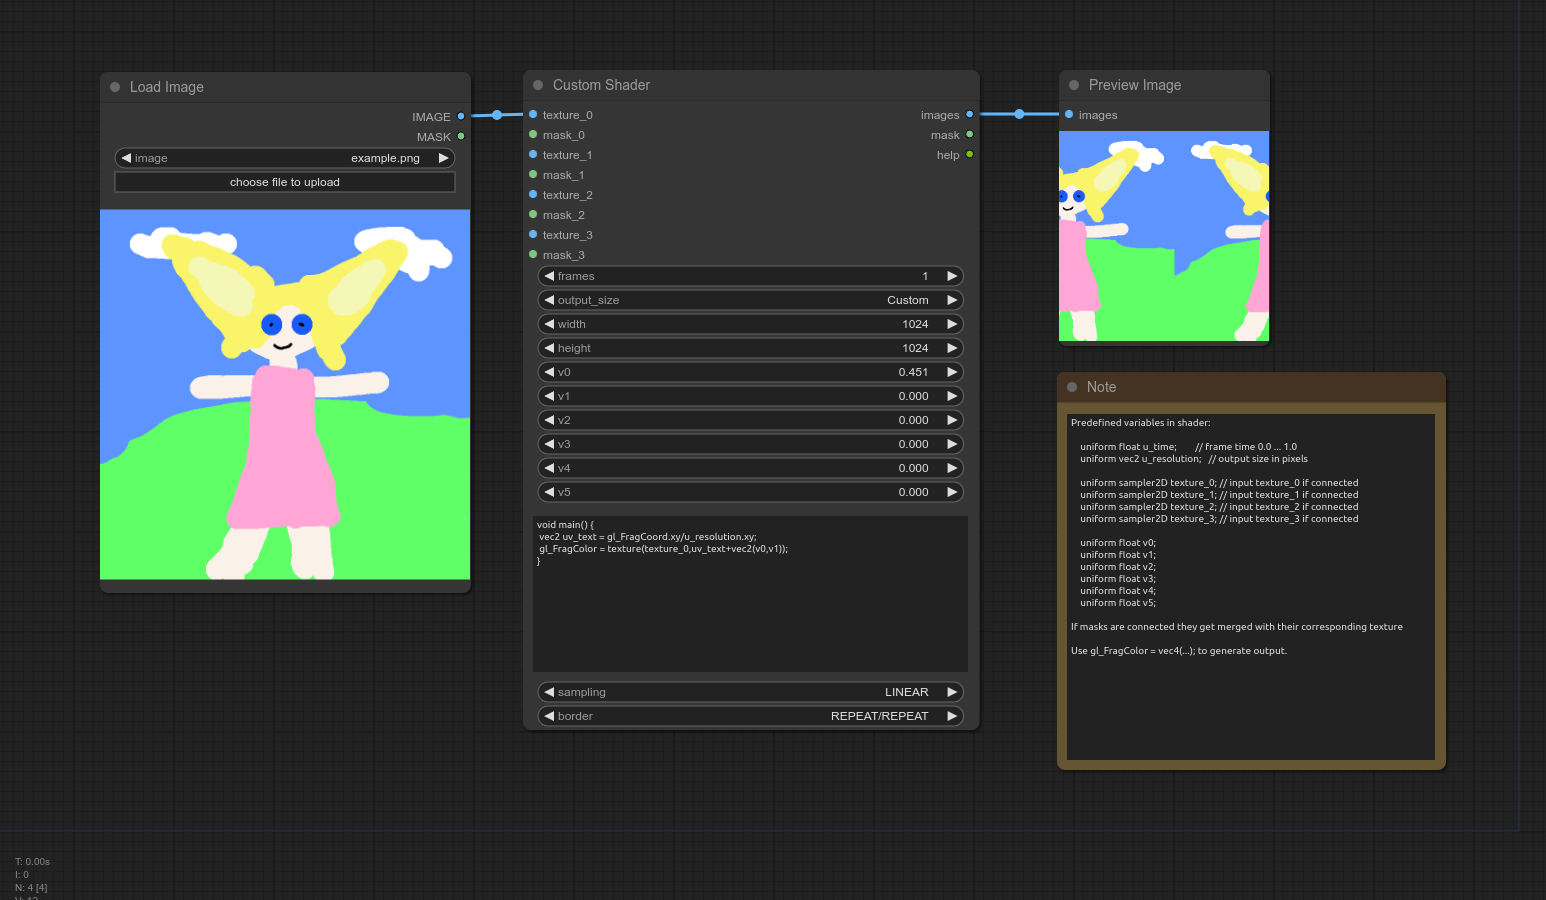 Load Image
IMAGE
MASK
image example.png
choose file to upload
Custom Shader
texture_0 images
mask_0 mask
texture_1 help
mask_1
texture_2
mask_2
texture_3
mask_3
frames 1
output_size Custom
width 1024
height 1024
v0 0.451
v1 0.000
v2 0.000
v3 0.000
v4 0.000
v5 0.000
void main() {
vec2 uv_text = gl_FragCoord.xy/u_resolution.xy;
gl_FragColor = texture(texture_0,uv_text+vec2(v0,v1));
}
sampling LINEAR
border REPEAT/REPEAT
Preview Image
images
Note
Predefined variables in shader:
uniform float u_time; // frame time 0.0 ... 1.0
uniform vec2 u_resolution; // output size in pixels
uniform sampler2D texture_0; // input texture_0 if connected
uniform sampler2D texture_1; // input texture_1 if connected
uniform sampler2D texture_2; // input texture_2 if connected
uniform sampler2D texture_3; // input texture_3 if connected
uniform float v0;
uniform float v1;
uniform float v2;
uniform float v3;
uniform float v4;
uniform float v5;
If masks are connected they get merged with their corresponding texture
Use gl_FragColor = vec4(...); to generate output.
T: 0.00s
I: 0
N: 4 [4]